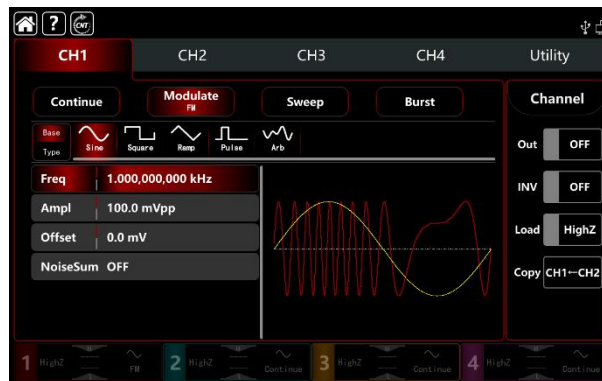 ? CNT
CH1 CH2 CH3 CH4 Utility
Continue Modulate Sweep Burst Channel
FM
Base
Type Sine Square Ramp Pulse Arb
Out OFF
Freq 1.000,000,000 kHz
INV OFF
Ampl 100.0 mVpp
Offset 0.0 mV
Load HighZ
NoiseSum OFF
Copy CH1←CH2
1 HighZ FM 2 HighZ Continue 3 HighZ Continue 4 HighZ Continue